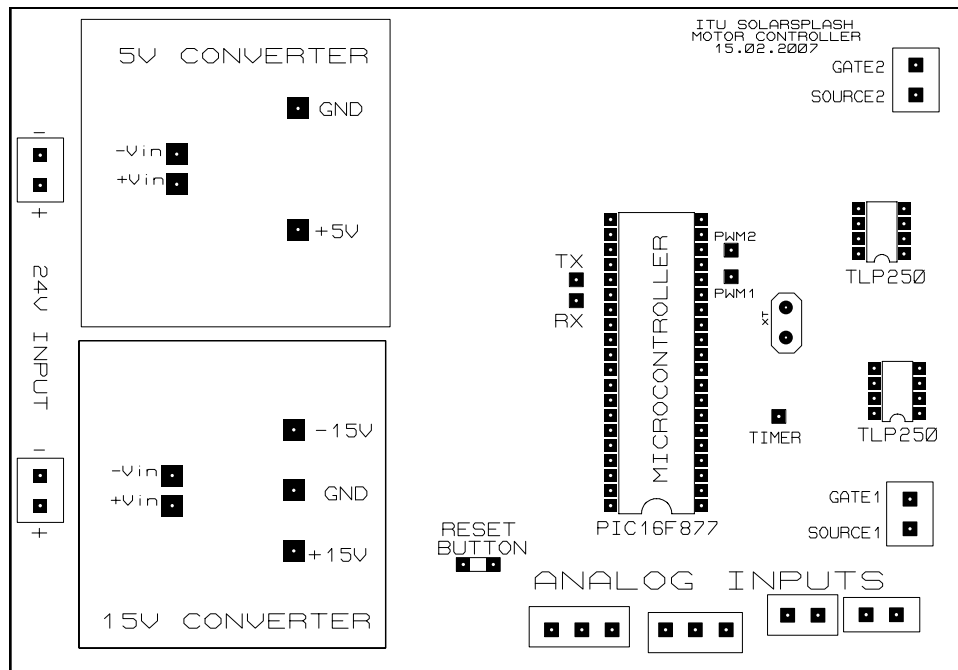 ITU SOLARSPLASH
MOTOR CONTROLLER
15.02.2007
5V CONVERTER
GND
-Vin
+Vin
+5V
GATE2
SOURCE2
-
+
24V INPUT
-
+
TX
RX
MICROCONTROLLER
PIC16F877
PWM2
PWM1
XT
TIMER
TLP250
TLP250
-15V
-Vin
+Vin
GND
+15V
15V CONVERTER
RESET
BUTTON
GATE1
SOURCE1
ANALOG INPUTS